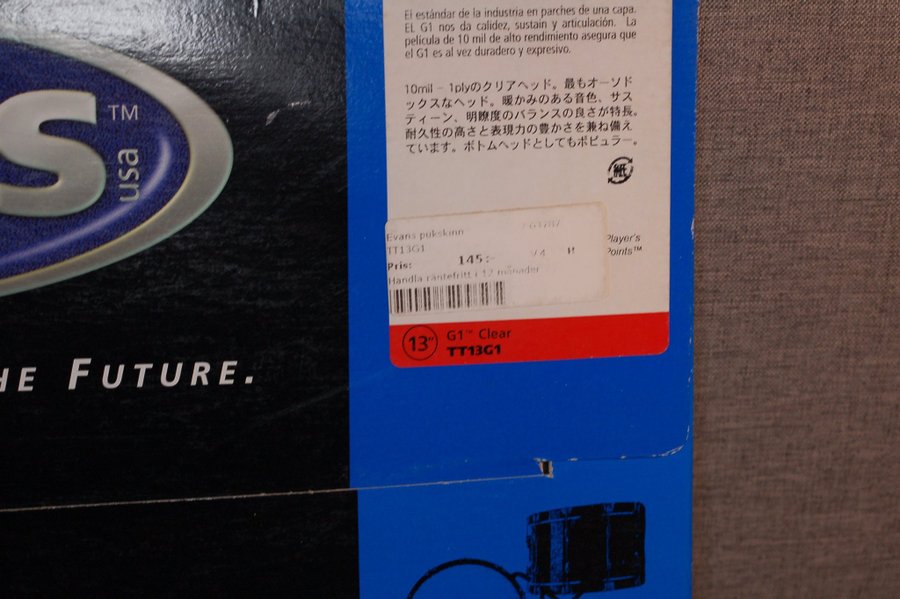 S
TM
usa
HE FUTURE.
El estándar de la industria en parches de una capa.
EL G1 nos da calidez, sustain y articulación. La
película de 10 mil de alto rendimiento asegura que
el G1 es al vez duradero y expresivo.
10mil – 1plyのクリアヘッド。最もオーソド
ックスなヘッド。暖かみのある音色、サス
ティーン、明瞭度のバランスの良さが特長。
耐久性の高さと表現力の豊かさを兼ね備え
ています。ボトムヘッドとしてもポピュラー。
紙
Evans pukskinn
TT13G1
Pris: 145:-
Handla räntefritt i 12 månader
Player's
Points™
13" G1™ Clear
TT13G1